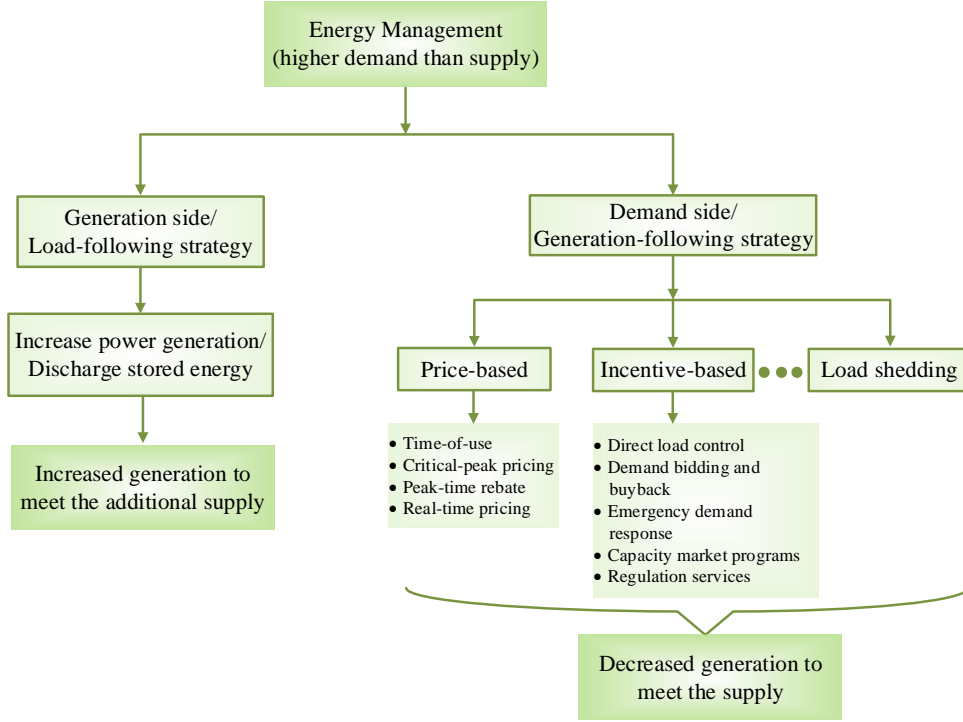 Energy Management
(higher demand than supply)
Generation side/
Load-following strategy
Demand side/
Generation-following strategy
Increase power generation/
Discharge stored energy
Price-based
Incentive-based
Load shedding
Increased generation to
meet the additional supply
• Time-of-use
• Critical-peak pricing
• Peak-time rebate
• Real-time pricing
• Direct load control
• Demand bidding and
buyback
• Emergency demand
response
• Capacity market programs
• Regulation services
Decreased generation to
meet the supply